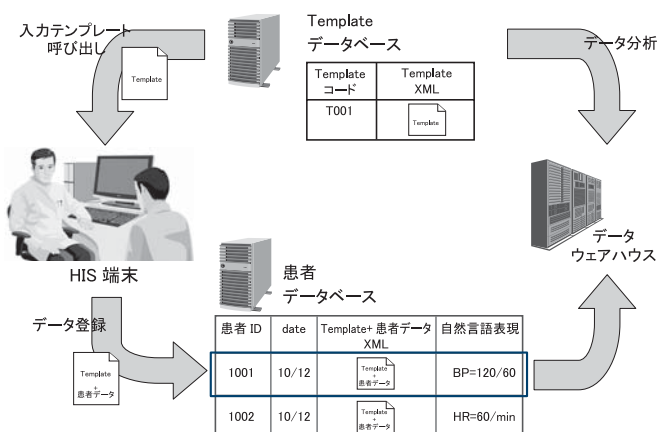 入力テンプレート
呼び出し
Template
Template
データベース
Template
コード
Template
XML
T001
Template
データ分析
HIS 端末
データ
ウェアハウス
患者
データベース
データ登録
Template
+
患者データ
患者 ID
date
Template+ 患者データ
XML
自然言語表現
1001
10/12
Template
+
患者データ
BP=120/60
1002
10/12
Template
+
患者データ
HR=60/min